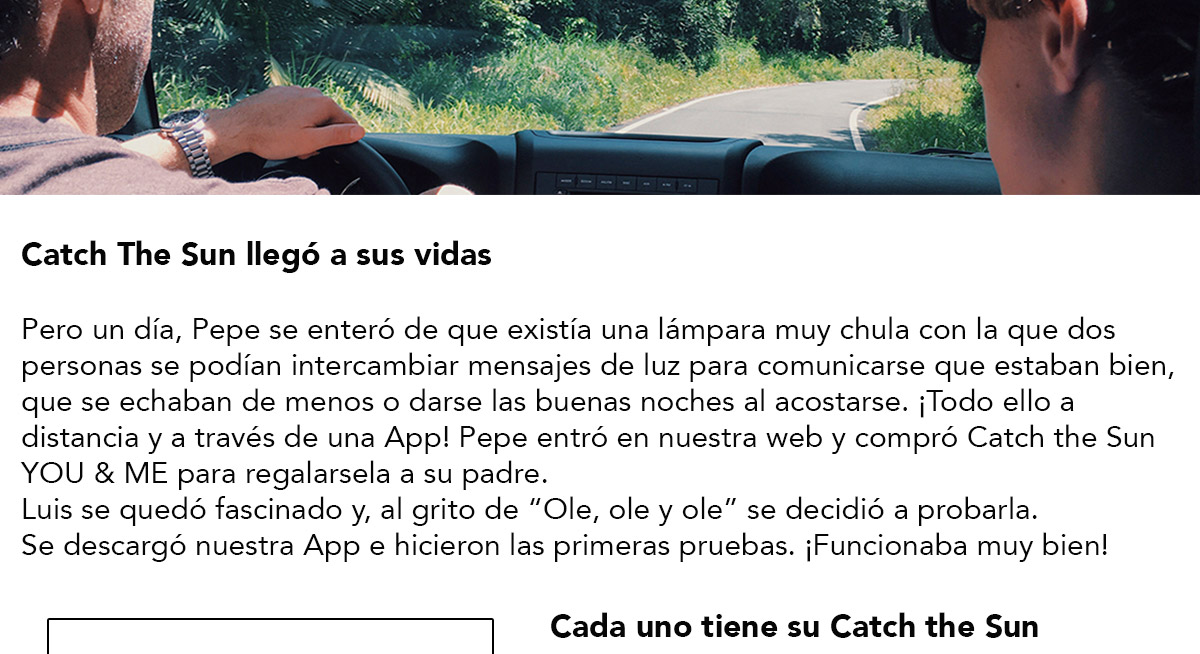 Catch The Sun llegó a sus vidas
Pero un día, Pepe se enteró de que existía una lámpara muy chula con la que dos
personas se podían intercambiar mensajes de luz para comunicarse que estaban bien,
que se echaban de menos o darse las buenas noches al acostarse. ¡Todo ello a
distancia y a través de una App! Pepe entró en nuestra web y compró Catch the Sun
YOU & ME para regalarsela a su padre.
Luis se quedó fascinado y, al grito de “Ole, ole y ole” se decidió a probarla.
Se descargó nuestra App e hicieron las primeras pruebas. ¡Funcionaba muy bien!
Cada uno tiene su Catch the Sun